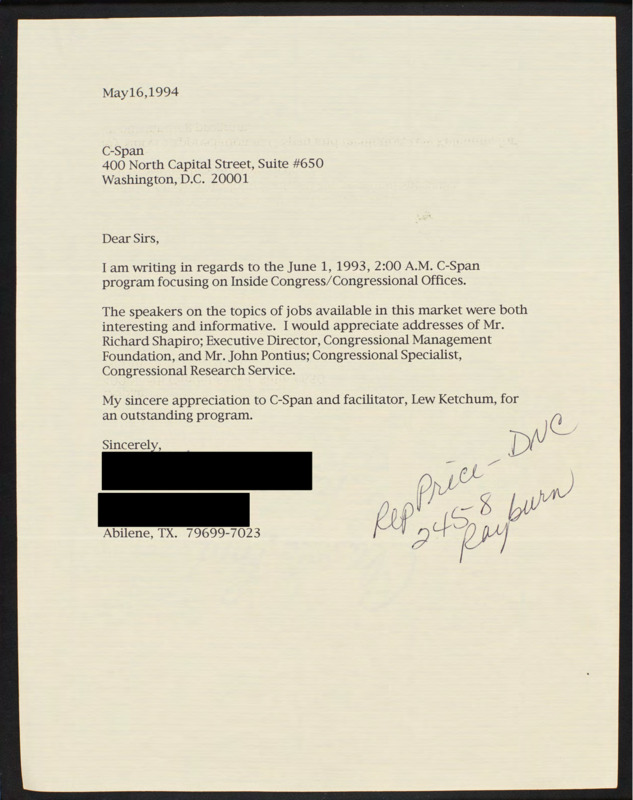 May16,1994
C-Span
400 North Capital Street, Suite #650
Washington, D.C. 20001
Dear Sirs,
I am writing in regards to the June 1, 1993, 2:00 A.M. C-Span
program focusing on Inside Congress/Congressional Offices.
The speakers on the topics of jobs available in this market were both
interesting and informative. I would appreciate addresses of Mr.
Richard Shapiro; Executive Director, Congressional Management
Foundation, and Mr. John Pontius; Congressional Specialist,
Congressional Research Service.
My sincere appreciation to C-Span and facilitator, Lew Ketchum, for
an outstanding program.
Sincerely,
Abilene, TX. 79699-7023
Rep Price - DNC
2458
Rayburn